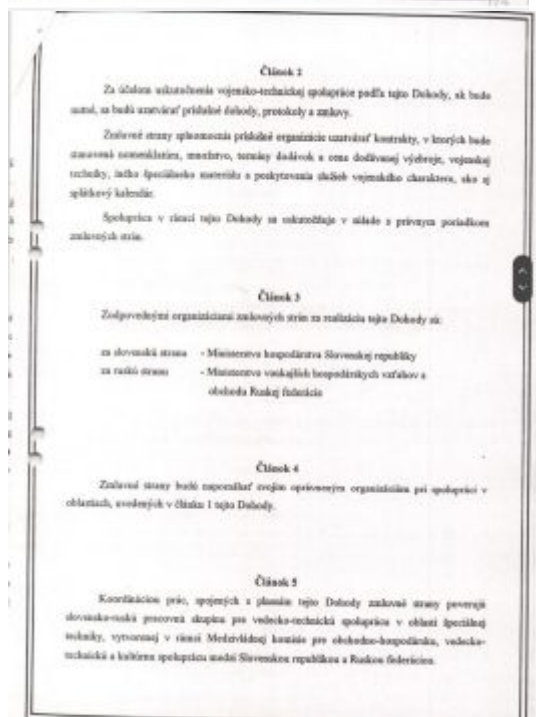 Článok 2
Za účelom uskutočnenia vojensko-technickej spolupráce podľa tejto Dohody, ak bude
nutné, sa budú uzatvárať príslušné dohody, protokoly a zmluvy.
Zmluvné strany splnomocnia príslušné organizácie uzatvárať kontrakty, v ktorých bude
stanovená nomenklatúra, množstvo, termíny dodávok a cena dodávanej výzbroje, vojenskej
techniky, iného špeciálneho materiálu a poskytovania služieb vojenského charakteru, ako aj
splátkový kalendár.
Spolupráca v rámci tejto Dohody sa uskutočňuje v súlade s právnym poriadkom
zmluvných strán.
Článok 3
Zodpovednými organizáciami zmluvných strán za realizáciu tejto Dohody sú:
za slovenskú stranu - Ministerstvo hospodárstva Slovenskej republiky
za ruskú stranu - Ministerstvo vonkajších hospodárskych vzťahov a
obchodu Ruskej federácie
Článok 4
Zmluvné strany budú napomáhať svojim oprávneným organizáciám pri spolupráci v
oblastiach, uvedených v článku 1 tejto Dohody.
Článok 5
Koordináciou prác, spojených s plnením tejto Dohody zmluvné strany poverujú
slovensko-ruskú pracovnú skupinu pre vedecko-technickú spoluprácu v oblasti špeciálnej
techniky, vytvorenej v rámci Medzivládnej komisie pre obchodno-hospodársku, vedecko-
technickú a kultúrnu spoluprácu medzi Slovenskou republikou a Ruskou federáciou.